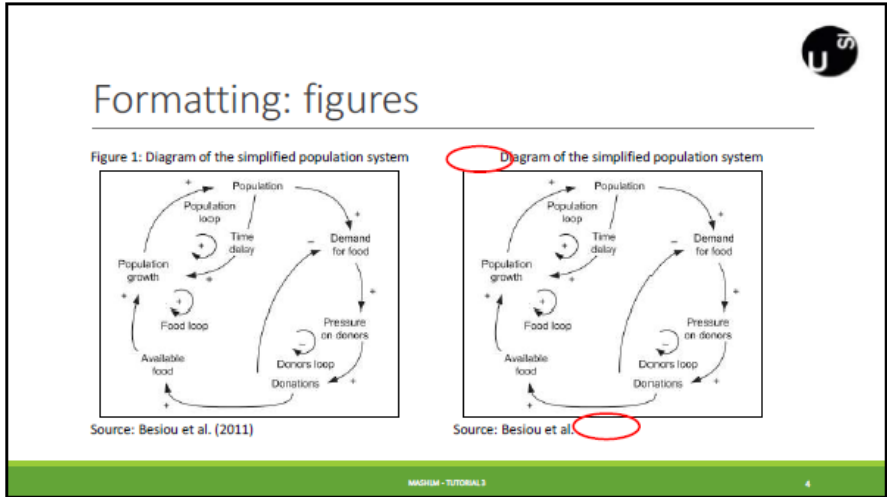 U
SI
Formatting: figures
Figure 1: Diagram of the simplified population system
+
Population
Population
loop
+
Time
delay
+
−
Demand
for food
Population
growth
+
+
+
+
Food loop
Pressure
on donors
−
Available
food
Donors loop
Donations
+
+
Source: Besiou et al. (2011)
Diagram of the simplified population system
+
Population
Population
loop
+
Time
delay
+
−
Demand
for food
Population
growth
+
+
+
+
Food loop
Pressure
on donors
−
Available
food
Donors loop
Donations
+
+
Source: Besiou et al.
MASHLM - TUTORIAL 3
4